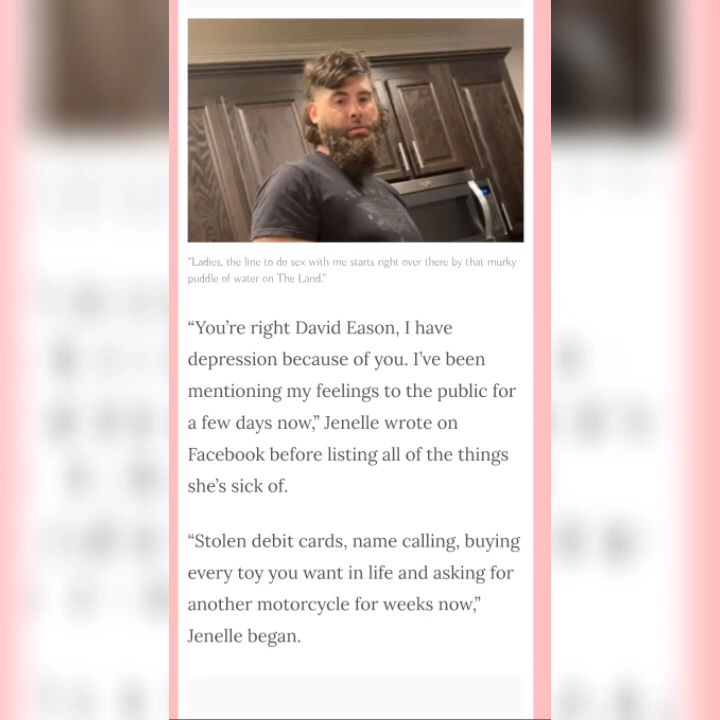 "Ladies, the line to do sex with me starts right over there by that murky
puddle of water on The Land."
“You’re right David Eason, I have
depression because of you. I’ve been
mentioning my feelings to the public for
a few days now,” Jenelle wrote on
Facebook before listing all of the things
she’s sick of.
“Stolen debit cards, name calling, buying
every toy you want in life and asking for
another motorcycle for weeks now,”
Jenelle began.